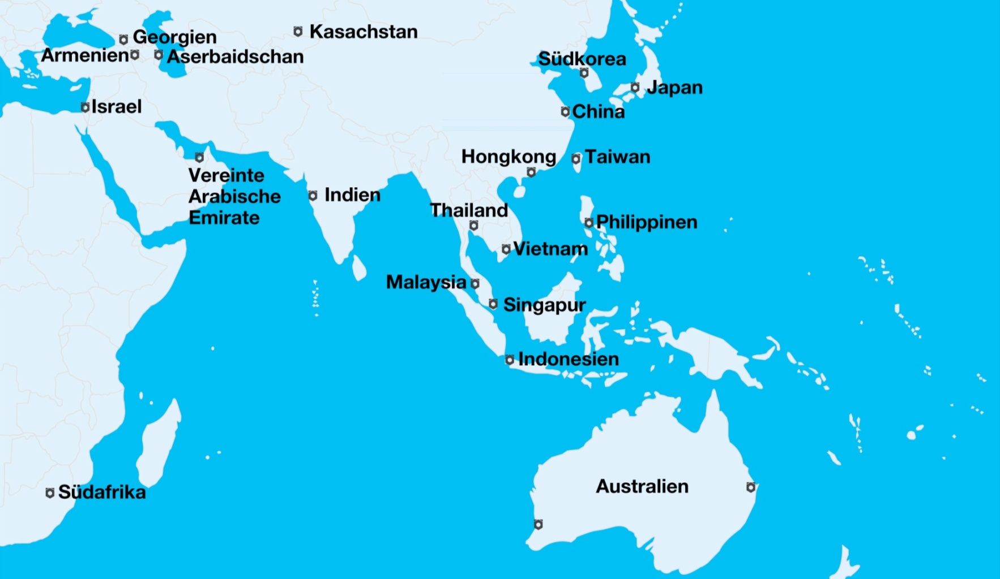 Kasachstan
Georgien
Armenien
Aserbaidschan
Südkorea
Japan
Israel
China
Hongkong
Taiwan
Vereinte
Arabische
Emirate
Indien
Thailand
Philippinen
Vietnam
Malaysia
Singapur
Indonesien
Australien
Südafrika